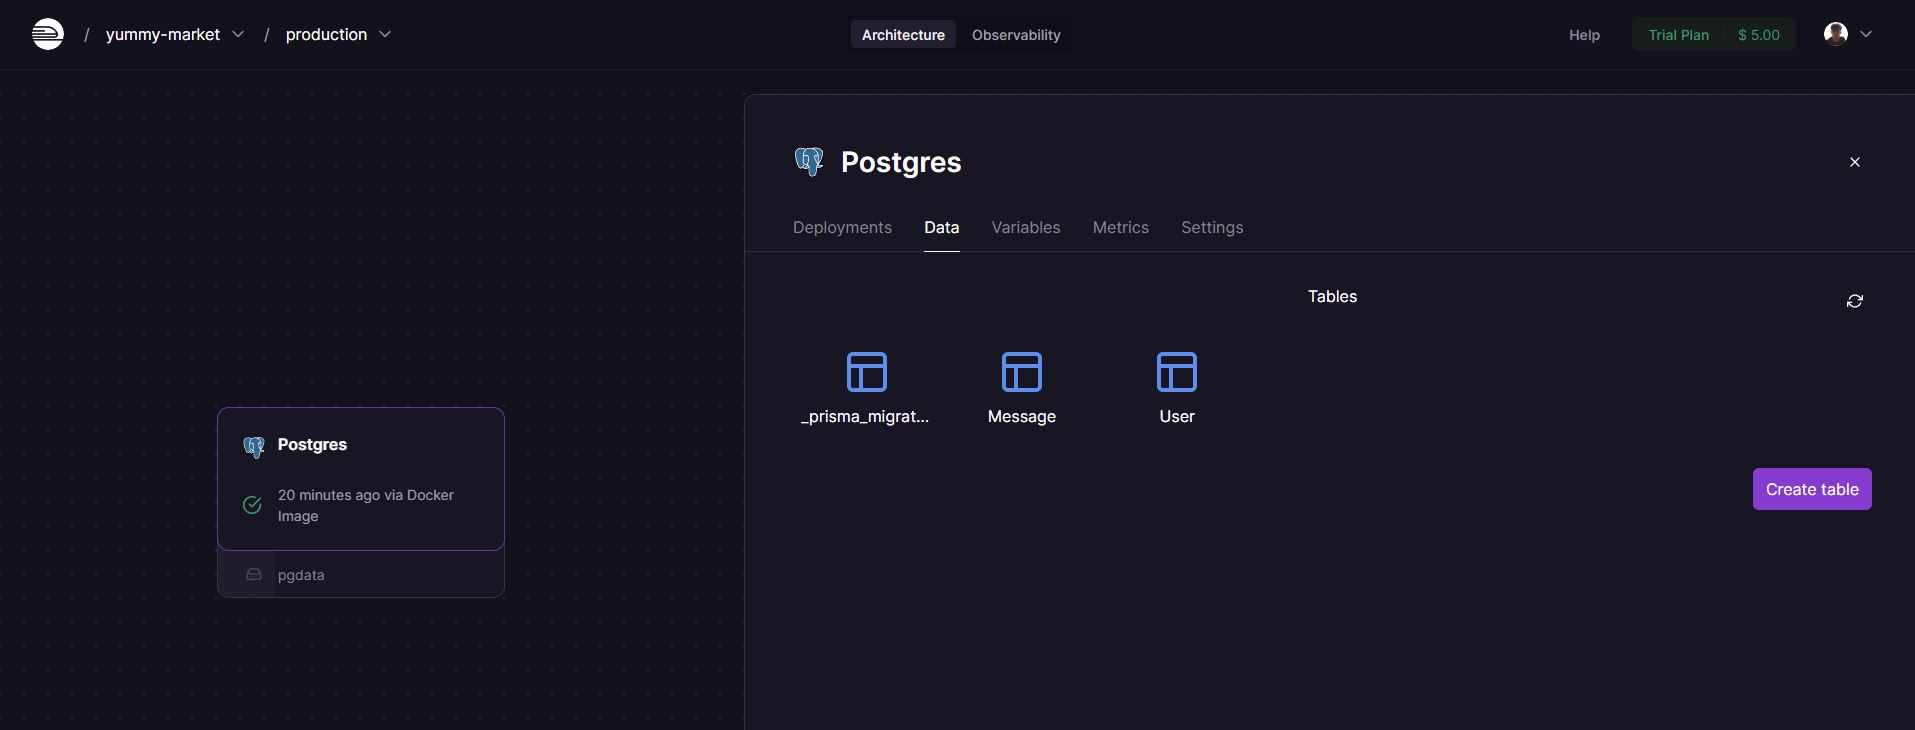 / yummy-market / production
Architecture Observability
Help Trial Plan $ 5.00
Postgres
Deployments Data Variables Metrics Settings
Tables
_prisma_migrat... Message User
Create table
Postgres
20 minutes ago via Docker
Image
pgdata